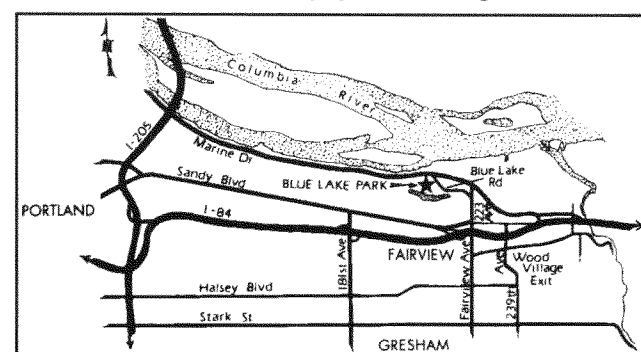 N
Columbia River
I-205
Marine Dr
Sandy Blvd
Blue Lake Rd
BLUE LAKE PARK
PORTLAND
I-84
223
181st Ave
FAIRVIEW
Fairview Ave
Ave
239th
Wood Village Exit
Halsey Blvd
Stark St
GRESHAM